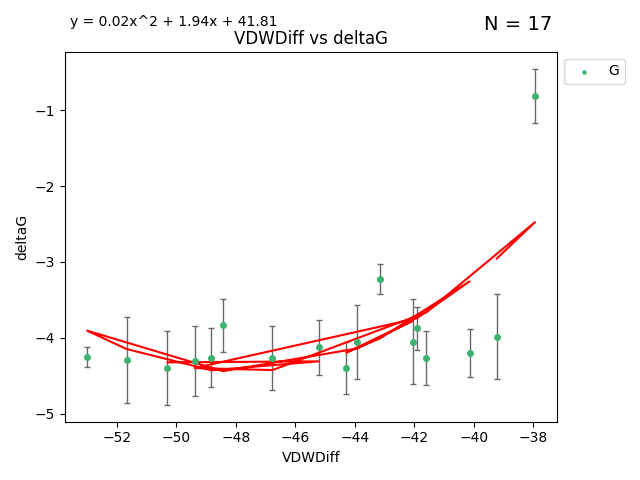 y = 0.02x^2 + 1.94x + 41.81
N = 17
VDWDiff vs deltaG
G
−1
−2
−3
−4
−5
deltaG
−52
−50
−48
−46
−44
−42
−40
−38
VDWDiff